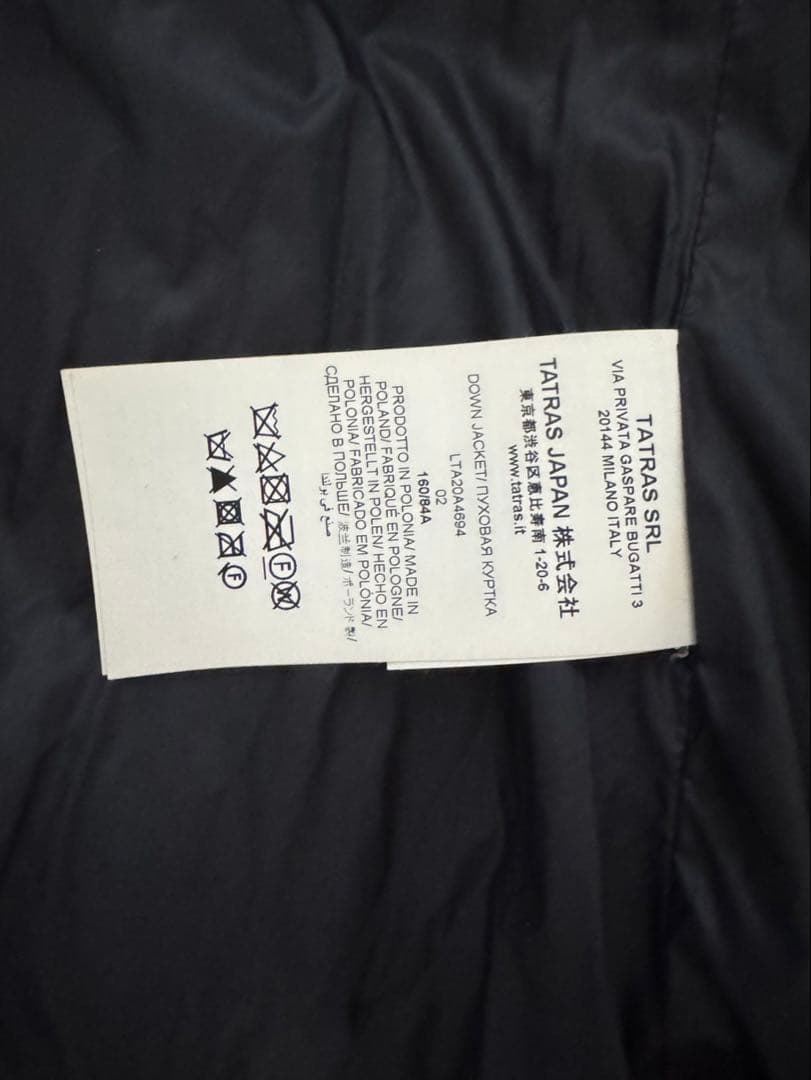 TATRAS SRL
VIA PRIVATA GASPARE BUGATTI 3
20144 MILANO ITALY
TATRAS JAPAN 株式会社
東京都渋谷区恵比寿南 1-20-6
www.tatras.it
DOWN JACKET/ ПУХОВАЯ КУРТКА
LTA20A4694
02
160/84A
PRODOTTO IN POLONIA/ MADE IN
POLAND/ FABRIQUÉ EN POLOGNE/
HERGESTELLT IN POLEN/ HECHO EN
POLONIA/ FABRICADO EM POLÓNIA/
СДЕЛАНО В ПОЛЬШЕ/ 波兰制造/ ポーランド製/
صنع في بولندا
F W
F